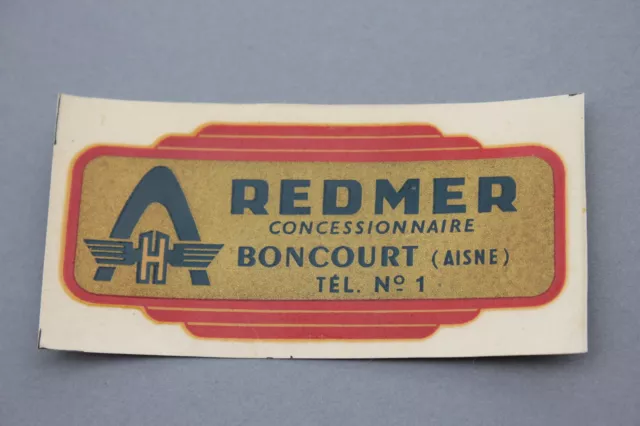 H
REDMER
CONCESSIONNAIRE
BONCOURT (AISNE)
TÉL. Nº 1